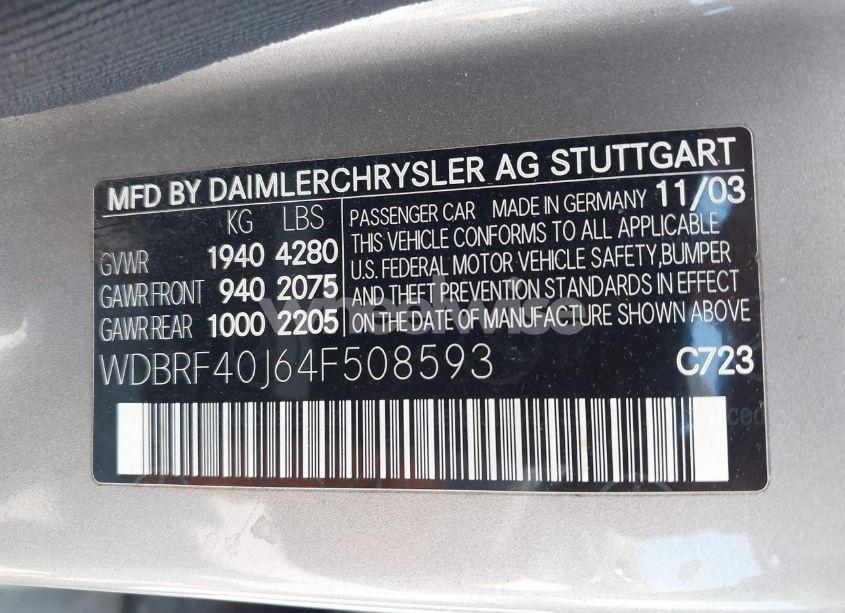 MFD BY DAIMLERCHRYSLER AG STUTTGART
KG LBS
GVWR 1940 4280
GAWR FRONT 940 2075
GAWR REAR 1000 2205
PASSENGER CAR MADE IN GERMANY 11/03
THIS VEHICLE CONFORMS TO ALL APPLICABLE
U.S. FEDERAL MOTOR VEHICLE SAFETY,BUMPER
AND THEFT PREVENTION STANDARDS IN EFFECT
ON THE DATE OF MANUFACTURE SHOWN ABOVE
WDBRF40J64F508593 C723